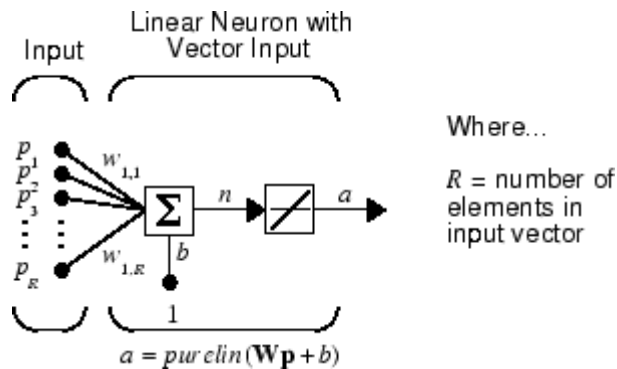 Linear Neuron with
Vector Input
Input
p1
p2
p3
pR
w1,1
w1,R
Σ
n
a
b
1
a = purelin(Wp + b)
Where...
R = number of
elements in
input vector